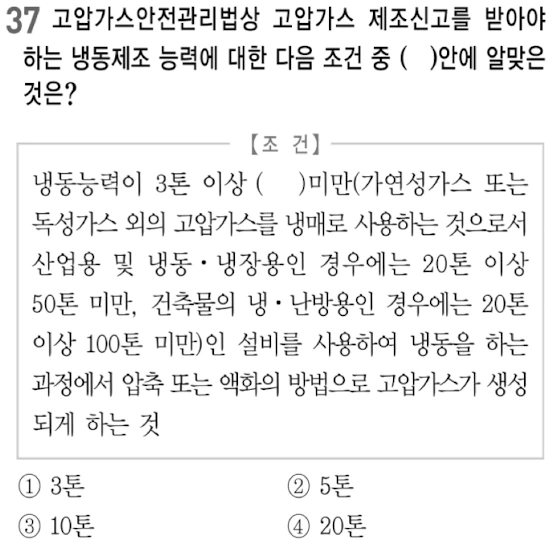 37 고압가스안전관리법상 고압가스 제조신고를 받아야
하는 냉동제조 능력에 대한 다음 조건 중 (   )안에 알맞은
것은?
【조 건】
냉동능력이 3톤 이상 (   )미만(가연성가스 또는
독성가스 외의 고압가스를 냉매로 사용하는 것으로서
산업용 및 냉동·냉장용인 경우에는 20톤 이상
50톤 미만, 건축물의 냉·난방용인 경우에는 20톤
이상 100톤 미만)인 설비를 사용하여 냉동을 하는
과정에서 압축 또는 액화의 방법으로 고압가스가 생성
되게 하는 것
① 3톤 ② 5톤
③ 10톤 ④ 20톤